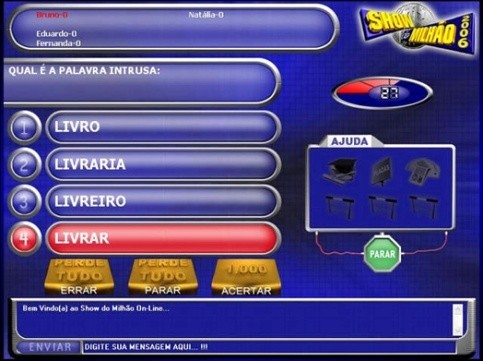 Bruno-0
Natália-0
Eduardo-0
Fernanda-0
SHOW DO MILHÃO 2006
QUAL É A PALAVRA INTRUSA:
27
1 LIVRO
2 LIVRARIA
3 LIVREIRO
4 LIVRAR
AJUDA
PARAR
PERDE TUDO
PERDE TUDO
1.000
ERRAR
PARAR
ACERTAR
Bem Vindo(a) ao Show do Milhão On-Line...
ENVIAR
DIGITE SUA MENSAGEM AQUI... !!!